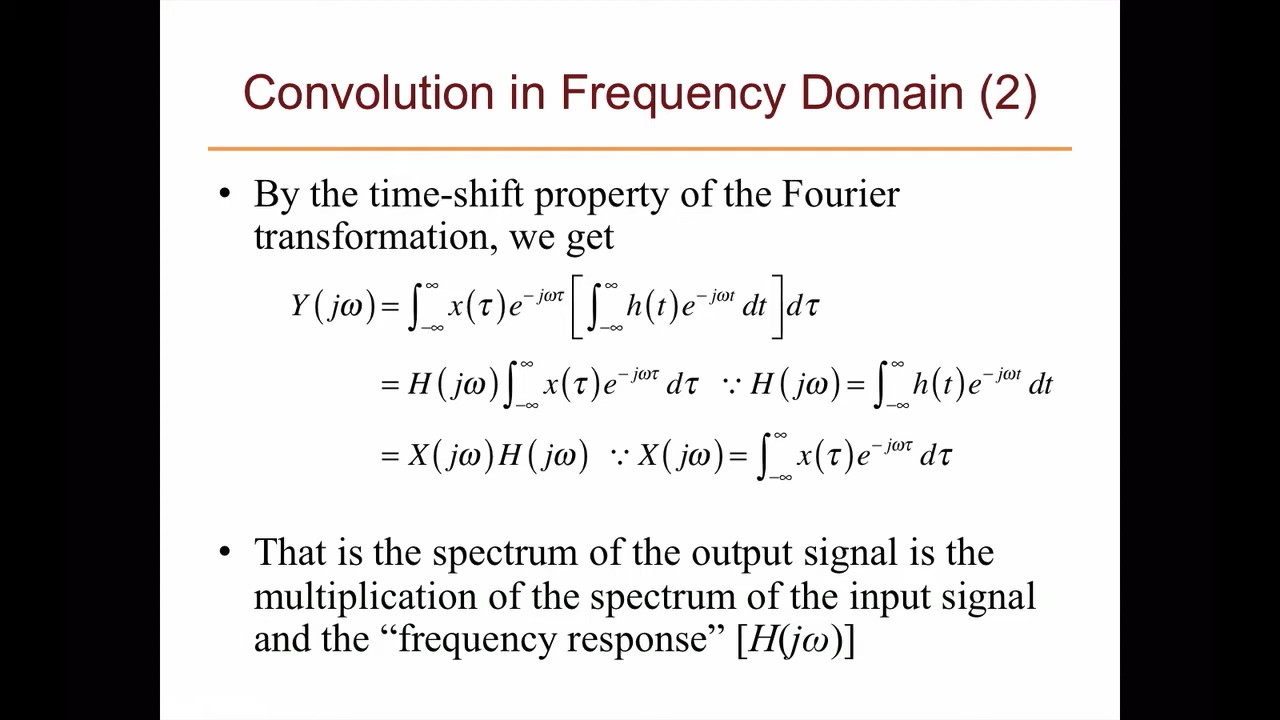 Convolution in Frequency Domain (2)
• By the time-shift property of the Fourier
transformation, we get
Y(jω) = ∫_{−∞}^{∞} x(τ)e^{−jωτ} [∫_{−∞}^{∞} h(t)e^{−jωt} dt] dτ
= H(jω) ∫_{−∞}^{∞} x(τ)e^{−jωτ} dτ ∵ H(jω) = ∫_{−∞}^{∞} h(t)e^{−jωt} dt
= X(jω)H(jω) ∵ X(jω) = ∫_{−∞}^{∞} x(τ)e^{−jωτ} dτ
• That is the spectrum of the output signal is the
multiplication of the spectrum of the input signal
and the “frequency response” [H(jω)]